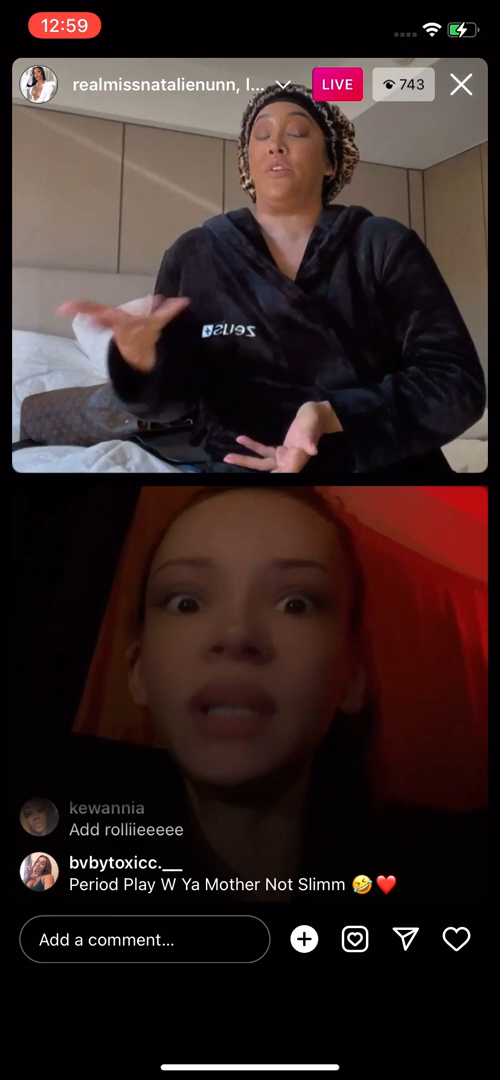 12:59
realmissnatalienunn, l...
LIVE
743
zeus
kewannia
Add rolliieeeee
bvbytoxicc.__
Period Play W Ya Mother Not Slimm 🤣❤️
Add a comment...